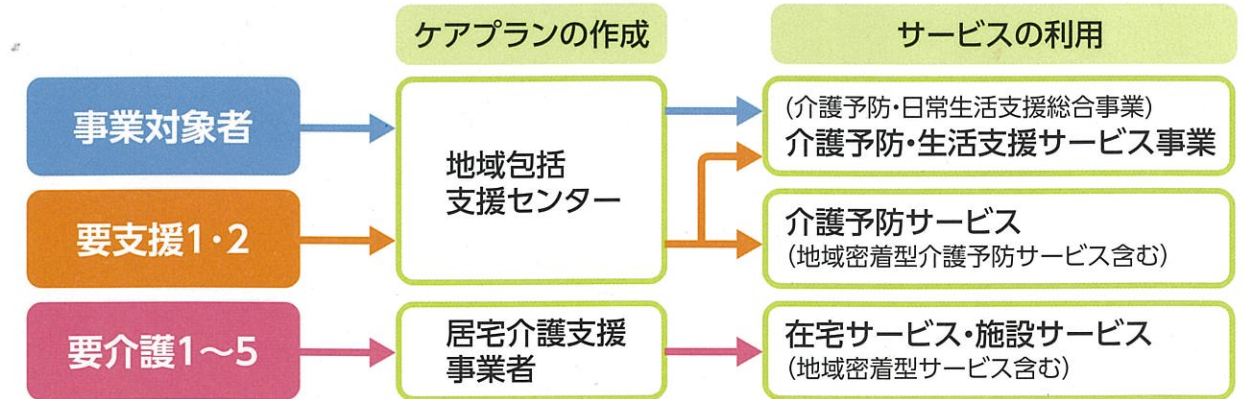 ケアプランの作成
サービスの利用
事業対象者
要支援1・2
要介護1～5
地域包括
支援センター
居宅介護支援
事業者
(介護予防・日常生活支援総合事業)
介護予防・生活支援サービス事業
介護予防サービス
(地域密着型介護予防サービス含む)
在宅サービス・施設サービス
(地域密着型サービス含む)